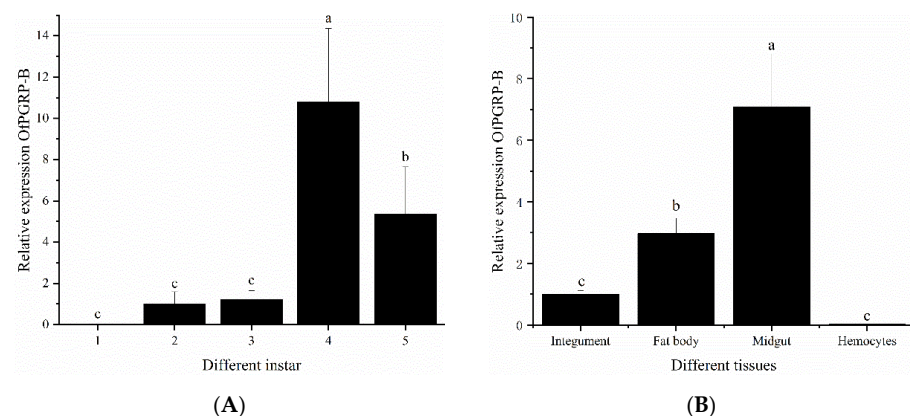 Relative expression OfPGRP-B
14
12
10
8
6
4
2
0
c
c
c
a
b
1 2 3 4 5
Different instar
(A)
Relative expression OfPGRP-B
10
8
6
4
2
0
c
b
a
c
Integument Fat body Midgut Hemocytes
Different tissues
(B)